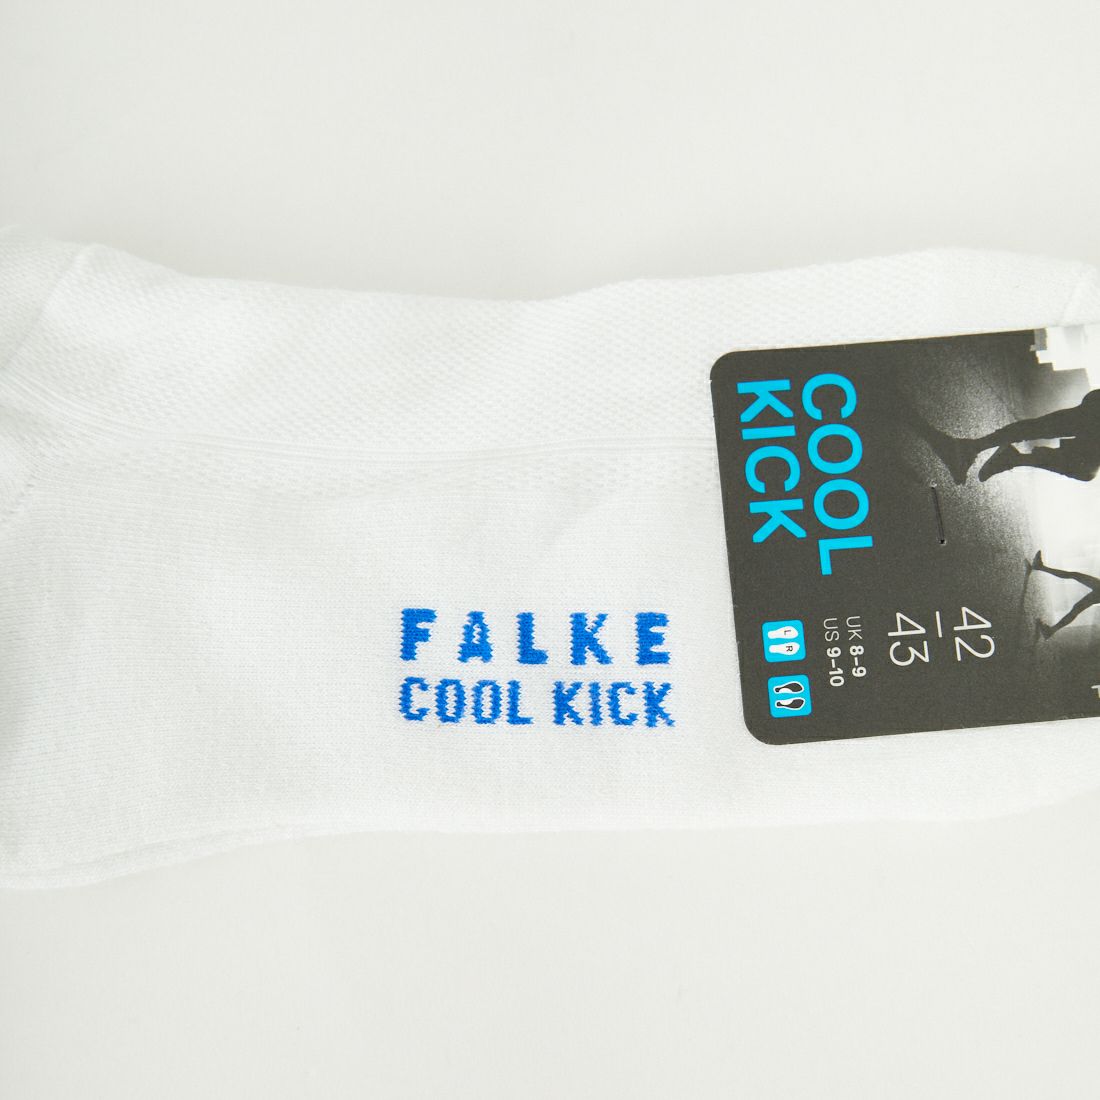 FALKE
COOL KICK
COOL
KICK
42
43
UK 8-9
US 9-10
L R